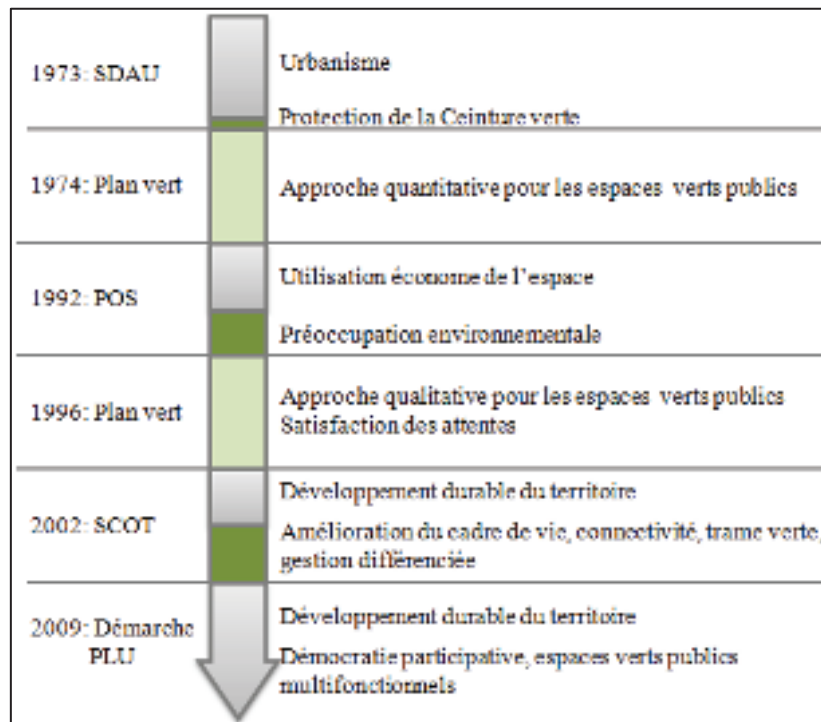 1973: SDAU
Urbanisme
Protection de la Ceinture verte
1974: Plan vert
Approche quantitative pour les espaces verts publics
1992: POS
Utilisation économe de l'espace
Préoccupation environnementale
1996: Plan vert
Approche qualitative pour les espaces verts publics
Satisfaction des attentes
2002: SCOT
Développement durable du territoire
Amélioration du cadre de vie, connectivité, trame verte,
gestion différenciée
2009: Démarche
PLU
Développement durable du territoire
Démocratie participative, espaces verts publics
multifonctionnels